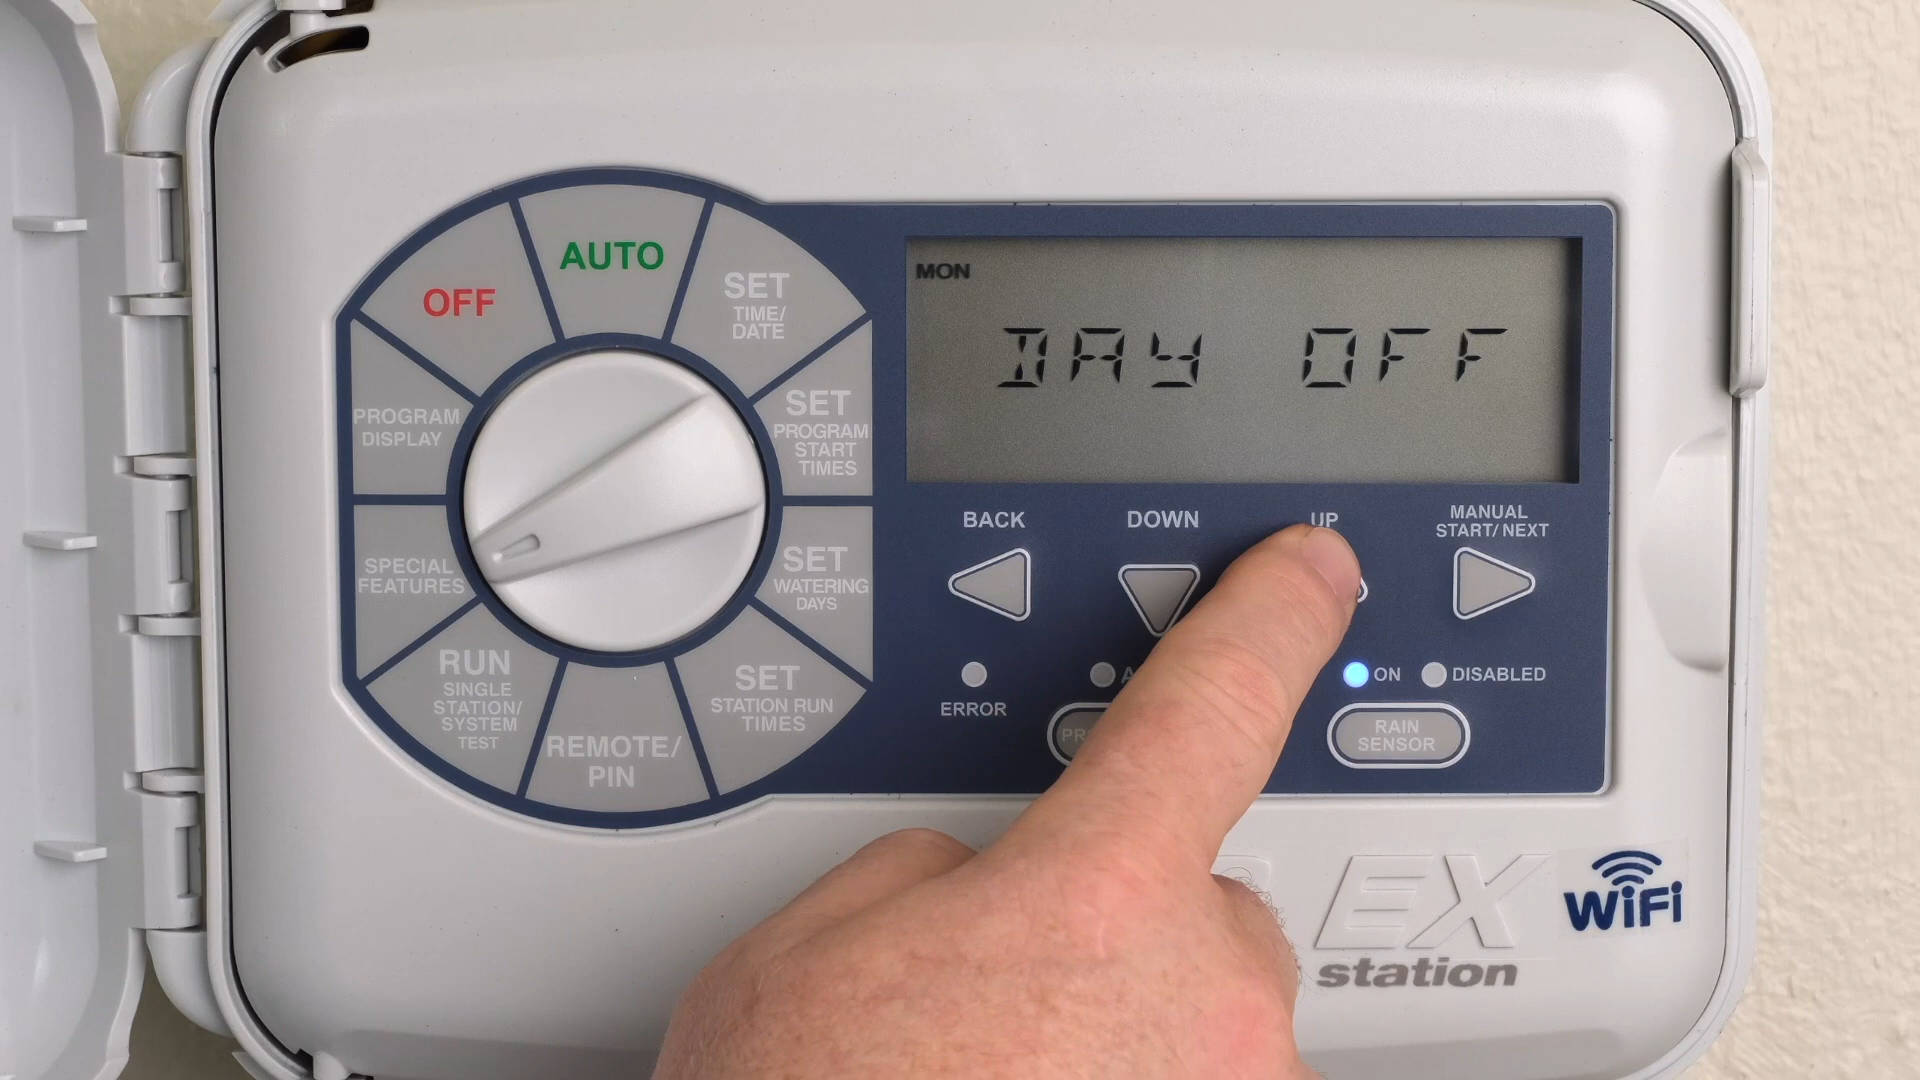 OFF
AUTO
SET
TIME/
DATE
PROGRAM
DISPLAY
SET
PROGRAM
START
TIMES
SPECIAL
FEATURES
SET
WATERING
DAYS
RUN
SINGLE
STATION/
SYSTEM
TEST
REMOTE/
PIN
SET
STATION RUN
TIMES
MON
DAY OFF
BACK
DOWN
UP
MANUAL
START/NEXT
ERROR
ON
DISABLED
RAIN
SENSOR
EX
station
WiFi